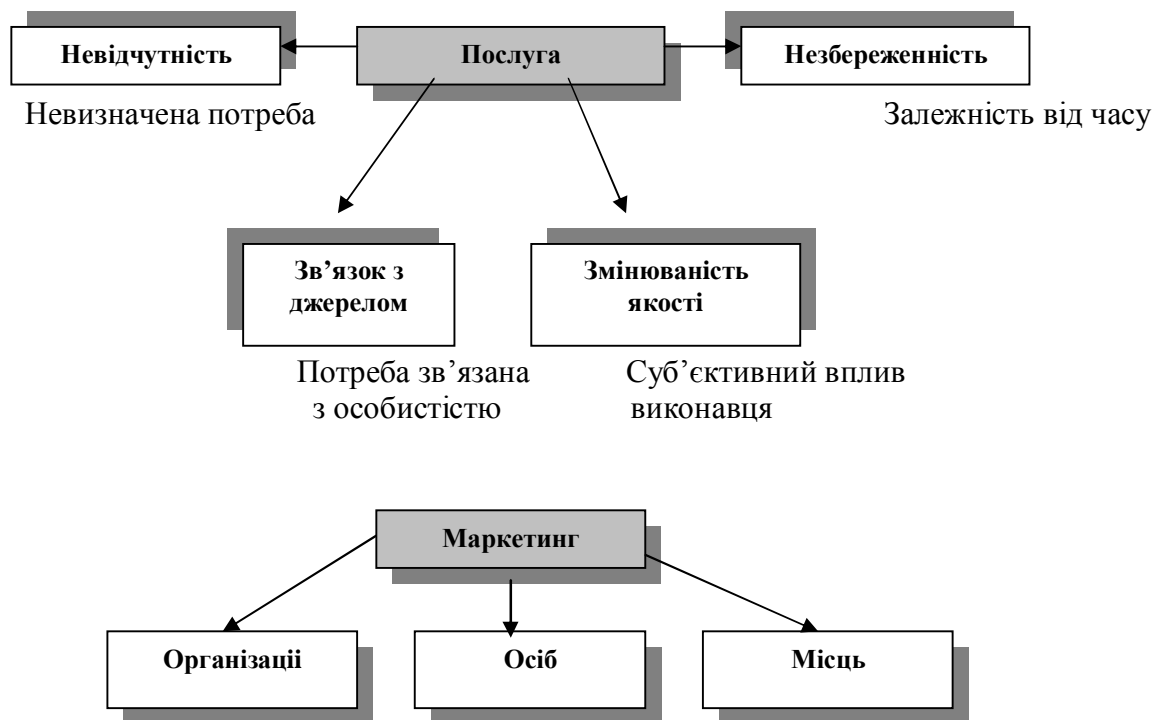 Невідчутність
Послуга
Незбереженність
Невизначена потреба
Залежність від часу
Зв’язок з
джерелом
Змінюваність
якості
Потреба зв’язана
з особистістю
Суб’єктивний вплив
виконавця
Маркетинг
Організаціі
Осіб
Місць